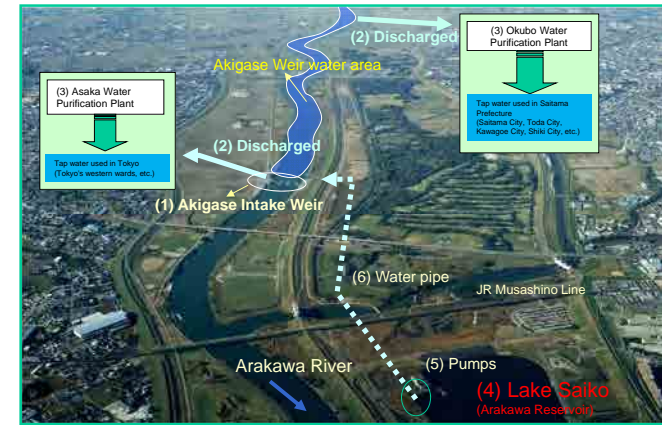 (2) Discharged
(3) Okubo Water
Purification Plant
Akigase Weir water area
(3) Asaka Water
Purification Plant
Tap water used in Saitama
Prefecture
(Saitama City, Toda City,
Kawagoe City, Shiki City, etc.)
(2) Discharged
Tap water used in Tokyo
(Tokyo's western wards, etc.)
(1) Akigase Intake Weir
(6) Water pipe
JR Musashino Line
Arakawa River
(5) Pumps
(4) Lake Saiko
(Arakawa Reservoir)